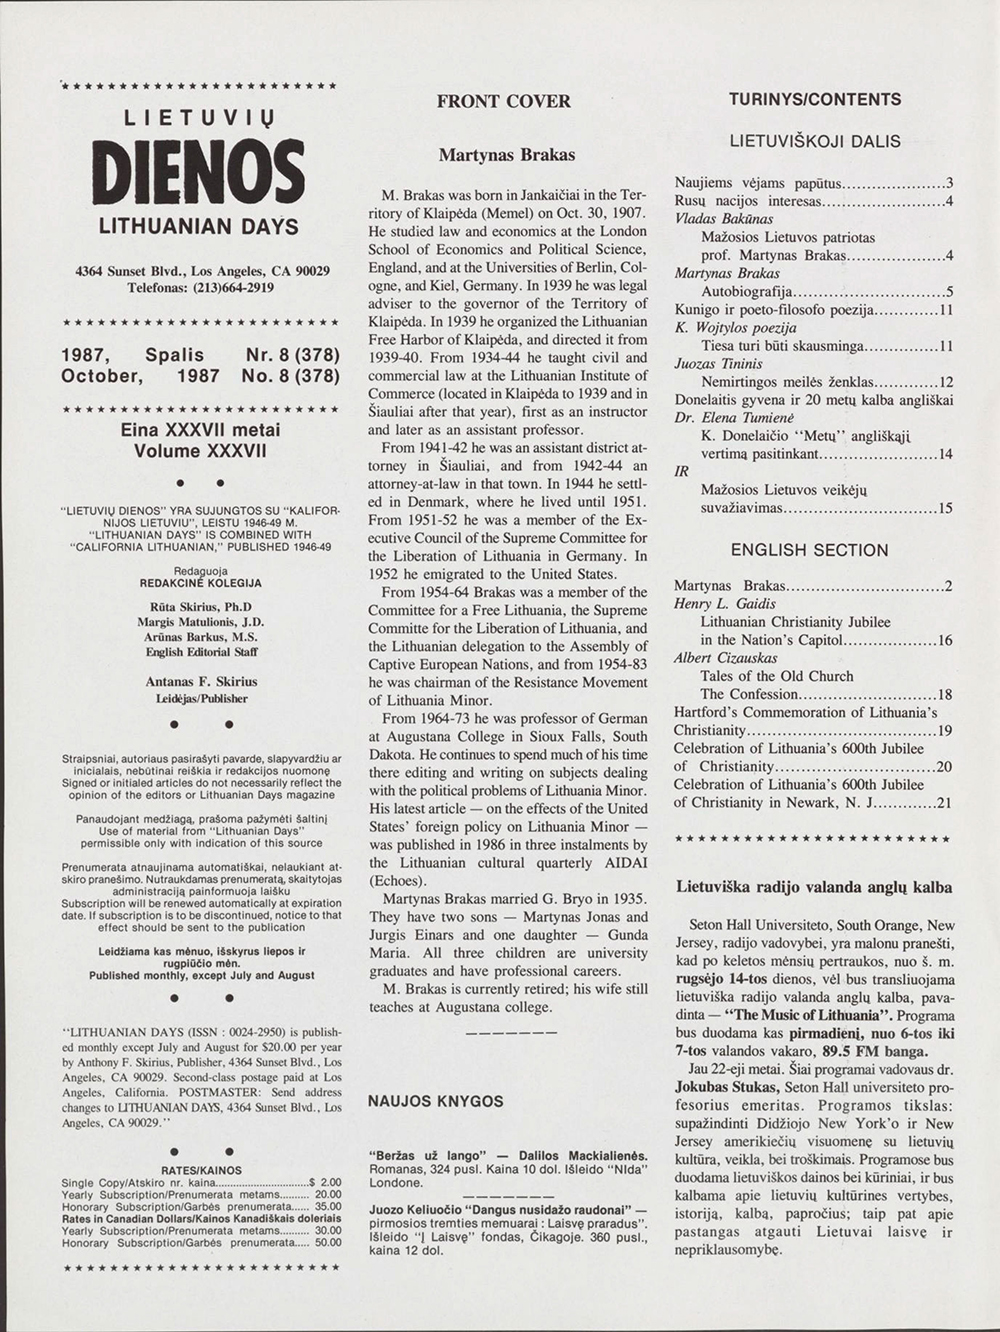 LIETUVIŲ
DIENOS
LITHUANIAN DAYS
4364 Sunset Blvd., Los Angeles, CA 90029
Telefonas: (213)664-2919
1987, Spalis Nr. 8 (378)
October, 1987 No. 8 (378)
Eina XXXVII metai
Volume XXXVII
"LIETUVIŲ DIENOS" YRA SUJUNGTOS SU "KALIFOR-
NIJOS LIETUVIU", LEISTU 1946-49 M.
"LITHUANIAN DAYS" IS COMBINED WITH
"CALIFORNIA LITHUANIAN," PUBLISHED 1946-49
Redaguoja
REDAKCINĖ KOLEGIJA
Rūta Skirius, Ph.D
Margis Matulionis, J.D.
Arūnas Barkus, M.S.
English Editorial Staff
Antanas F. Skirius
Leidėjas/Publisher
Straipsniai, autoriaus pasirašyti pavarde, slapyvardžiu ar
inicialais, nebūtinai reiškia ir redakcijos nuomonę
Signed or initialed articles do not necessarily reflect the
opinion of the editors or Lithuanian Days magazine
Panaudojant medžiagą, prašoma pažymėti šaltinį
Use of material from "Lithuanian Days"
permissible only with indication of this source
Prenumerata atnaujinama automatiškai, nelaukiant at-
skiro pranešimo. Nutraukdamas prenumeratą, skaitytojas
administraciją painformuoja laišku
Subscription will be renewed automatically at expiration
date. If subscription is to be discontinued, notice to that
effect should be sent to the publication
Leidžiama kas mėnuo, išskyrus liepos ir
rugpiūčio mėn.
Published monthly, except July and August
"LITHUANIAN DAYS (ISSN : 0024-2950) is publish-
ed monthly except July and August for $20.00 per year
by Anthony F. Skirius, Publisher, 4364 Sunset Blvd., Los
Angeles, CA 90029. Second-class postage paid at Los
Angeles, California. POSTMASTER: Send address
changes to LITHUANIAN DAYS, 4364 Sunset Blvd., Los
Angeles, CA 90029."
RATES/KAINOS
Single Copy/Atskiro nr. kaina..............................$ 2.00
Yearly Subscription/Prenumerata metams.......... 20.00
Honorary Subscription/Garbės prenumerata...... 35.00
Rates in Canadian Dollars/Kainos Kanadiškais doleriais
Yearly Subscription/Prenumerata metams.......... 30.00
Honorary Subscription/Garbės prenumerata..... 50.00
FRONT COVER
Martynas Brakas
M. Brakas was born in Jankaičiai in the Ter-
ritory of Klaipėda (Memel) on Oct. 30, 1907.
He studied law and economics at the London
School of Economics and Political Science,
England, and at the Universities of Berlin, Col-
ogne, and Kiel, Germany. In 1939 he was legal
adviser to the governor of the Territory of
Klaipėda. In 1939 he organized the Lithuanian
Free Harbor of Klaipėda, and directed it from
1939-40. From 1934-44 he taught civil and
commercial law at the Lithuanian Institute of
Commerce (located in Klaipėda to 1939 and in
Šiauliai after that year), first as an instructor
and later as an assistant professor.
From 1941-42 he was an assistant district at-
torney in Šiauliai, and from 1942-44 an
attorney-at-law in that town. In 1944 he settl-
ed in Denmark, where he lived until 1951.
From 1951-52 he was a member of the Ex-
ecutive Council of the Supreme Committee for
the Liberation of Lithuania in Germany. In
1952 he emigrated to the United States.
From 1954-64 Brakas was a member of the
Committee for a Free Lithuania, the Supreme
Committe for the Liberation of Lithuania, and
the Lithuanian delegation to the Assembly of
Captive European Nations, and from 1954-83
he was chairman of the Resistance Movement
of Lithuania Minor.
From 1964-73 he was professor of German
at Augustana College in Sioux Falls, South
Dakota. He continues to spend much of his time
there editing and writing on subjects dealing
with the political problems of Lithuania Minor.
His latest article — on the effects of the United
States' foreign policy on Lithuania Minor —
was published in 1986 in three instalments by
the Lithuanian cultural quarterly AIDAI
(Echoes).
Martynas Brakas married G. Bryo in 1935.
They have two sons — Martynas Jonas and
Jurgis Einars and one daughter — Gunda
Maria. All three children are university
graduates and have professional careers.
M. Brakas is currently retired; his wife still
teaches at Augustana college.
NAUJOS KNYGOS
"Beržas už lango" — Dalilos Mackialienės.
Romanas, 324 pusl. Kaina 10 dol. Išleido "NIda"
Londone.
Juozo Keliuočio "Dangus nusidažo raudonai" —
pirmosios tremties memuarai : Laisvę praradus".
Išleido "Į Laisvę" fondas, Čikagoje. 360 pusl.,
kaina 12 dol.
TURINYS/CONTENTS
LIETUVIŠKOJI DALIS
Naujiems vėjams papūtus.....................3
Rusų nacijos interesas.........................4
Vladas Bakūnas
Mažosios Lietuvos patriotas
prof. Martynas Brakas....................4
Martynas Brakas
Autobiografija...............................5
Kunigo ir poeto-filosofo poezija.............11
K. Wojtylos poezija
Tiesa turi būti skausminga...............11
Juozas Tininis
Nemirtingos meilės ženklas.............12
Donelaitis gyvena ir 20 metų kalba angliškai
Dr. Elena Tumienė
K. Donelaičio "Metų" angliškąjį
vertimą pasitinkant........................14
IR
Mažosios Lietuvos veikėjų
suvažiavimas...............................15
ENGLISH SECTION
Martynas Brakas................................2
Henry L. Gaidis
Lithuanian Christianity Jubilee
in the Nation's Capitol...................16
Albert Cizauskas
Tales of the Old Church
The Confession............................18
Hartford's Commemoration of Lithuania's
Christianity......................................19
Celebration of Lithuania's 600th Jubilee
of Christianity................................20
Celebration of Lithuania's 600th Jubilee
of Christianity in Newark, N. J.............21
Lietuviška radijo valanda anglų kalba
Seton Hall Universiteto, South Orange, New
Jersey, radijo vadovybei, yra malonu pranešti,
kad po keletos mėnsių pertraukos, nuo š. m.
rugsėjo 14-tos dienos, vėl bus transliuojama
lietuviška radijo valanda anglų kalba, pava-
dinta — "The Music of Lithuania". Programa
bus duodama kas pirmadienį, nuo 6-tos iki
7-tos valandos vakaro, 89.5 FM banga.
Jau 22-eji metai. Šiai programai vadovaus dr.
Jokubas Stukas, Seton Hall universiteto pro-
fesorius emeritas. Programos tikslas:
supažindinti Didžiojo New York'o ir New
Jersey amerikiečių visuomenę su lietuvių
kultūra, veikla, bei troškimais. Programose bus
duodama lietuviškos dainos bei kūriniai, ir bus
kalbama apie lietuvių kultūrines vertybes,
istoriją, kalbą, papročius; taip pat apie
pastangas atgauti Lietuvai laisvę ir
nepriklausomybę.